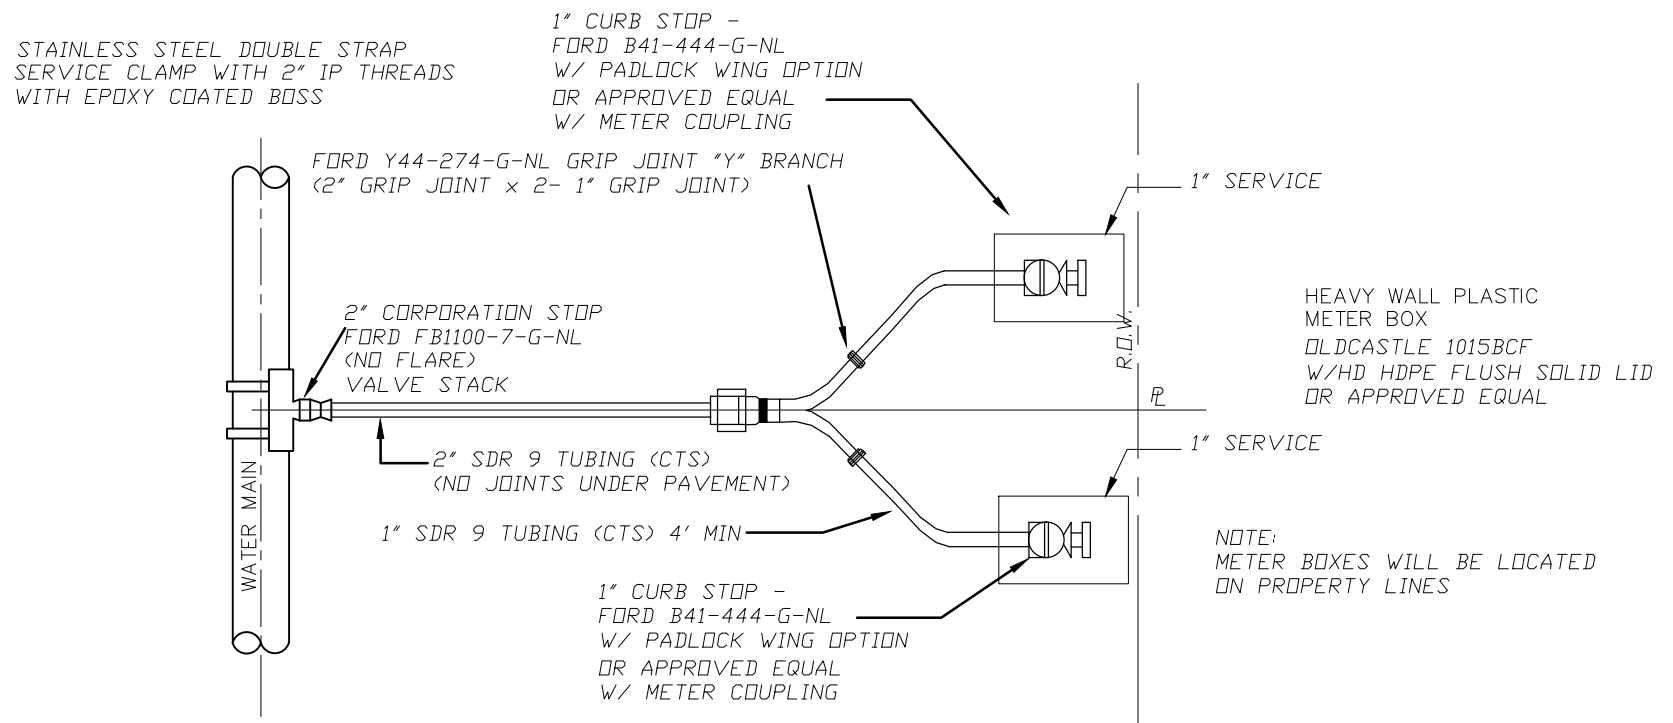 1" CURB STOP -
FORD B41-444-G-NL
W/ PADLOCK WING OPTION
OR APPROVED EQUAL
W/ METER COUPLING
STAINLESS STEEL DOUBLE STRAP
SERVICE CLAMP WITH 2" IP THREADS
WITH EPOXY COATED BOSS
FORD Y44-274-G-NL GRIP JOINT "Y" BRANCH
(2" GRIP JOINT x 2- 1" GRIP JOINT)
1" SERVICE
2" CORPORATION STOP
FORD FB1100-7-G-NL
(NO FLARE)
VALVE STACK
R.O.W.
HEAVY WALL PLASTIC
METER BOX
OLDCASTLE 1015BCF
W/HD HDPE FLUSH SOLID LID
OR APPROVED EQUAL
PL
1" SERVICE
2" SDR 9 TUBING (CTS)
(NO JOINTS UNDER PAVEMENT)
WATER MAIN
1" SDR 9 TUBING (CTS) 4' MIN
NOTE:
METER BOXES WILL BE LOCATED
ON PROPERTY LINES
1" CURB STOP -
FORD B41-444-G-NL
W/ PADLOCK WING OPTION
OR APPROVED EQUAL
W/ METER COUPLING